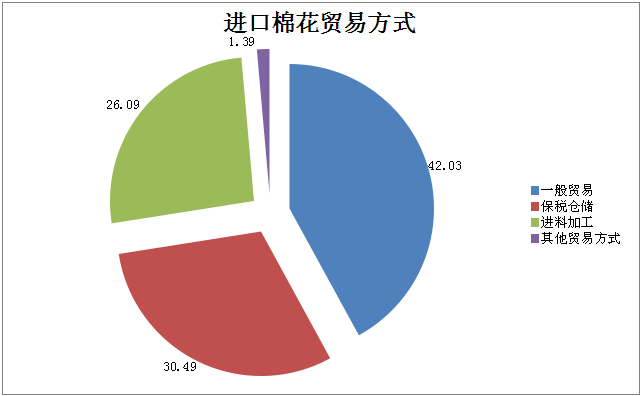 进口棉花贸易方式
1.39
26.09
42.03
30.49
一般贸易
保税仓储
进料加工
其他贸易方式